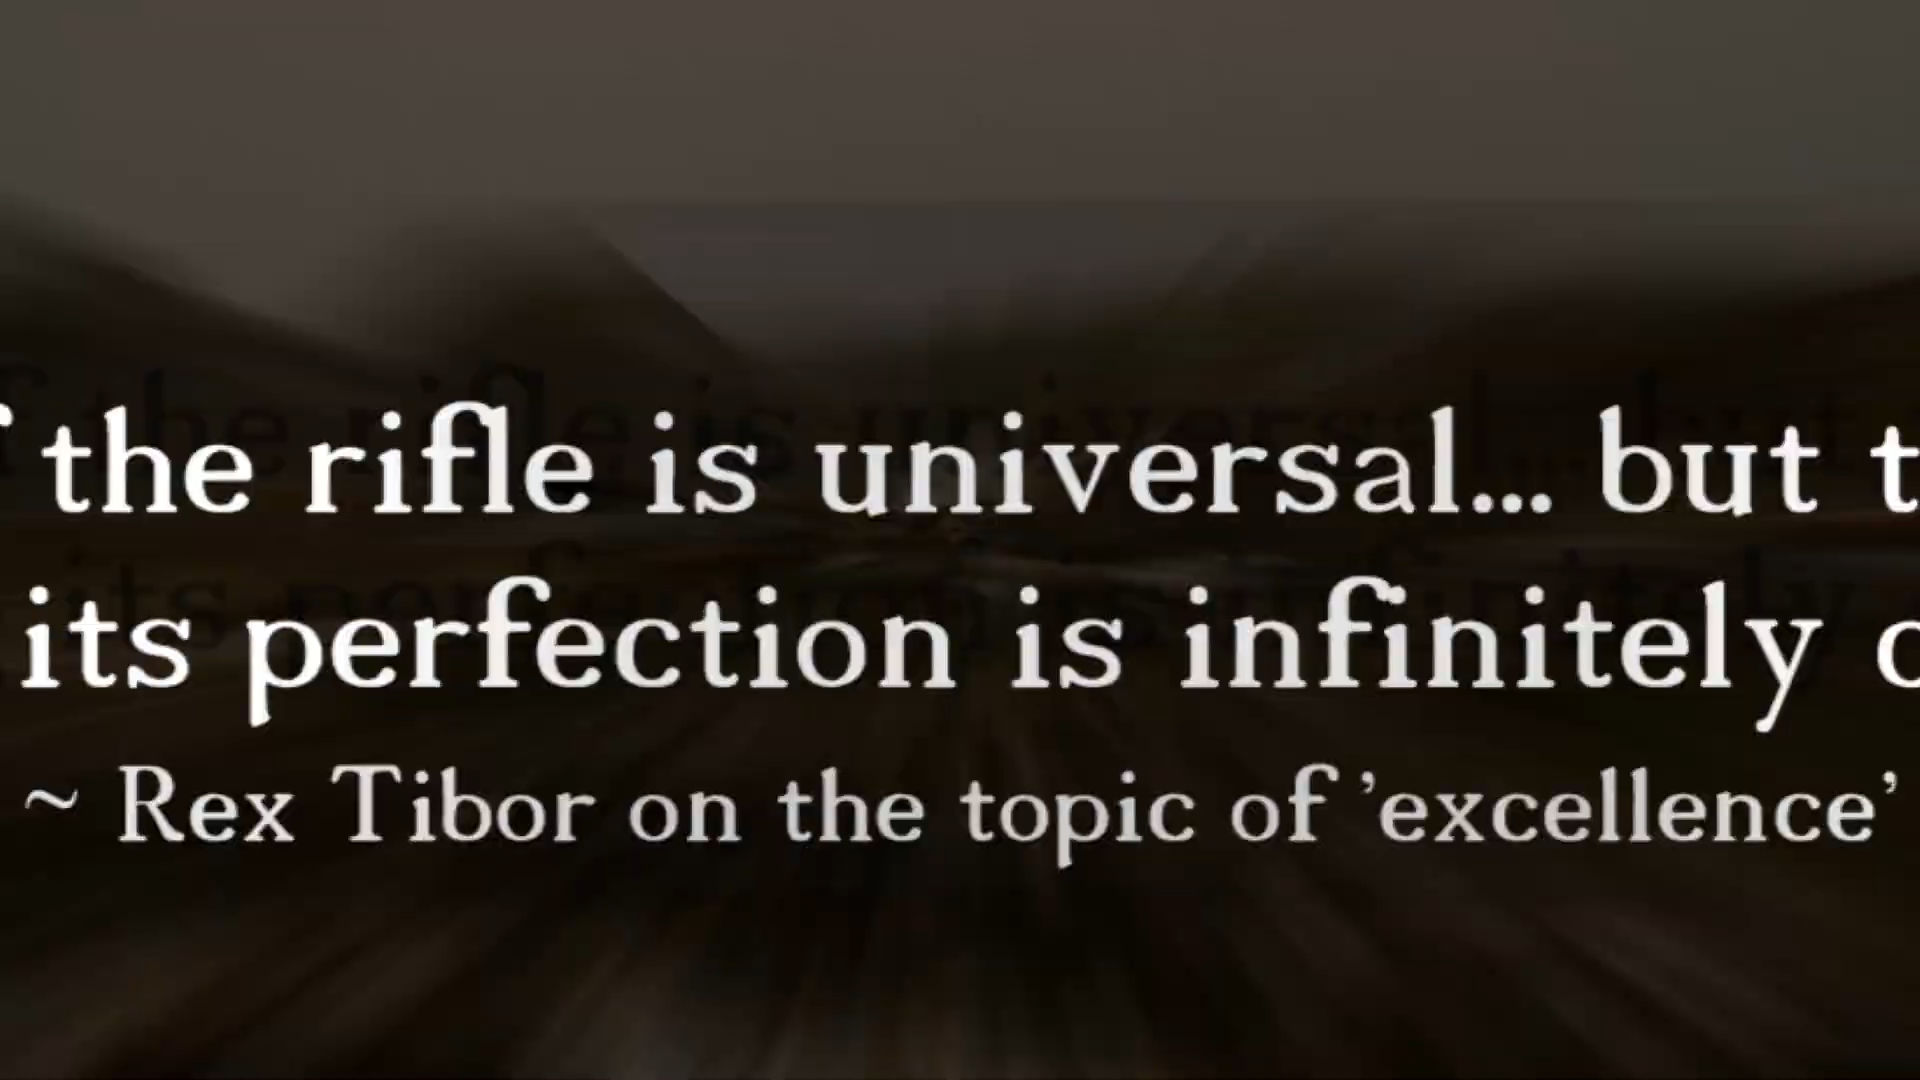 the rifle is universal... but
its perfection is infinitely
~ Rex Tibor on the topic of 'excellence'